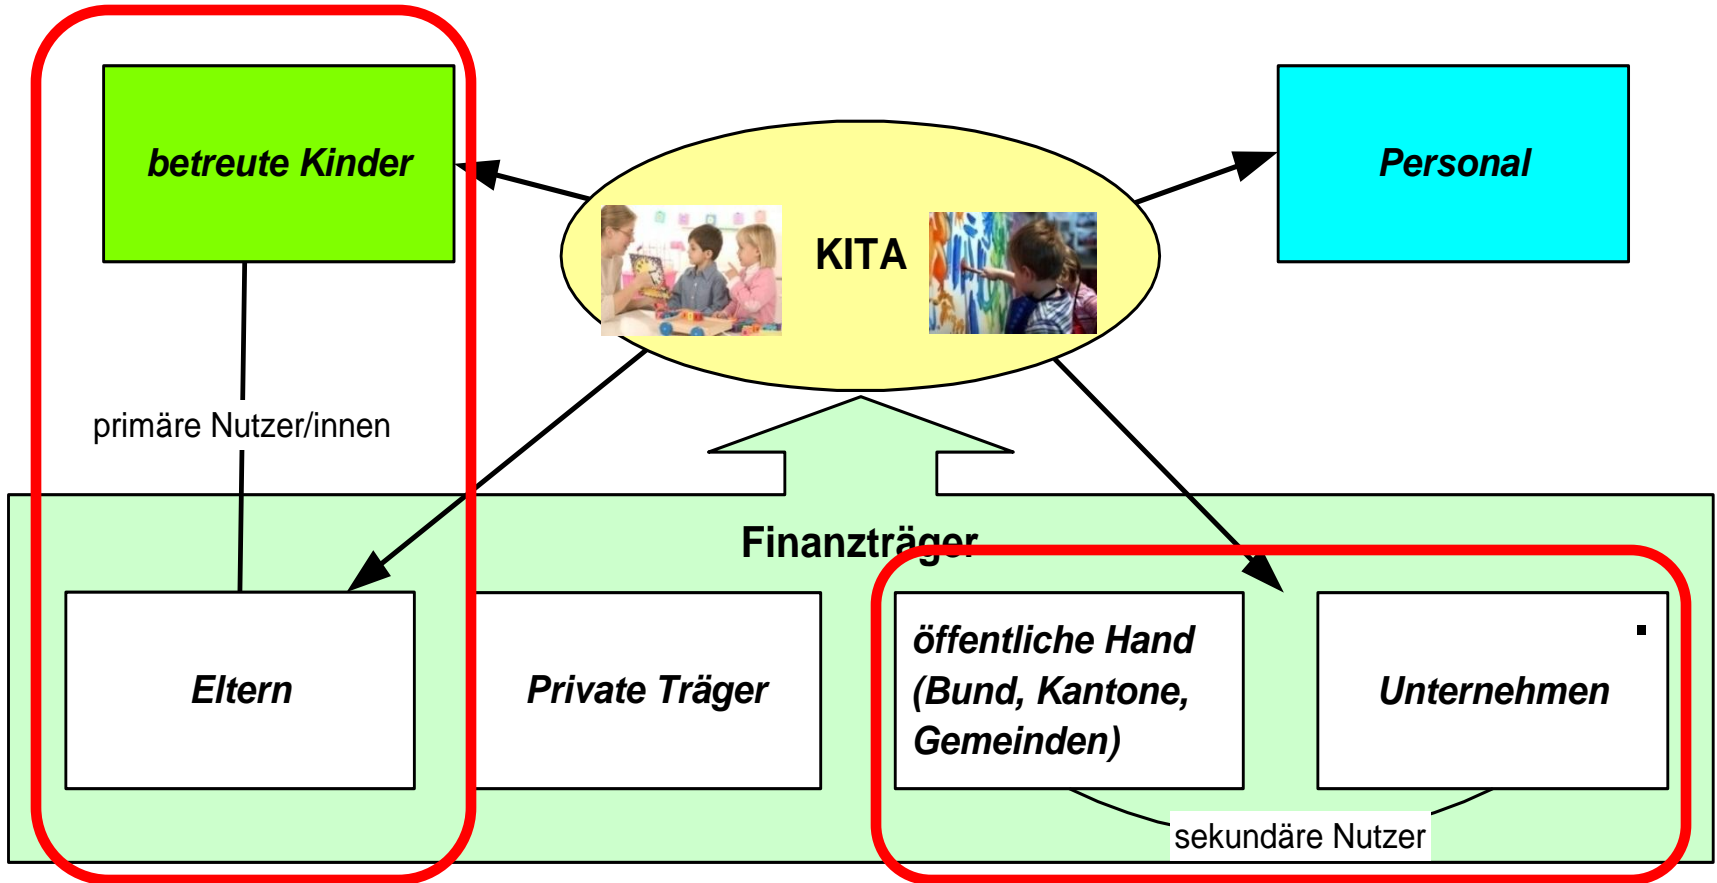 betreute Kinder
Personal
KITA
primäre Nutzer/innen
Finanzträger
Eltern
Private Träger
öffentliche Hand
(Bund, Kantone,
Gemeinden)
Unternehmen
sekundäre Nutzer